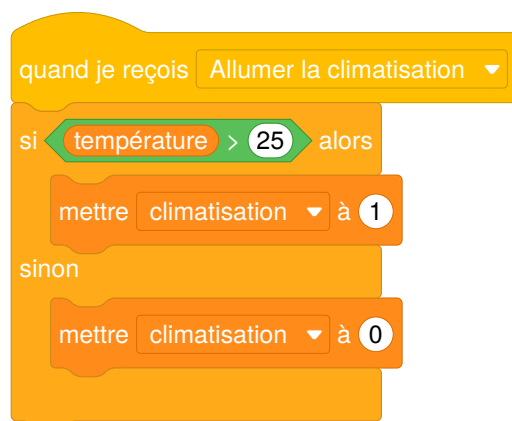 quand je reçois Allumer la climatisation
si température > 25 alors
mettre climatisation à 1
sinon
mettre climatisation à 0